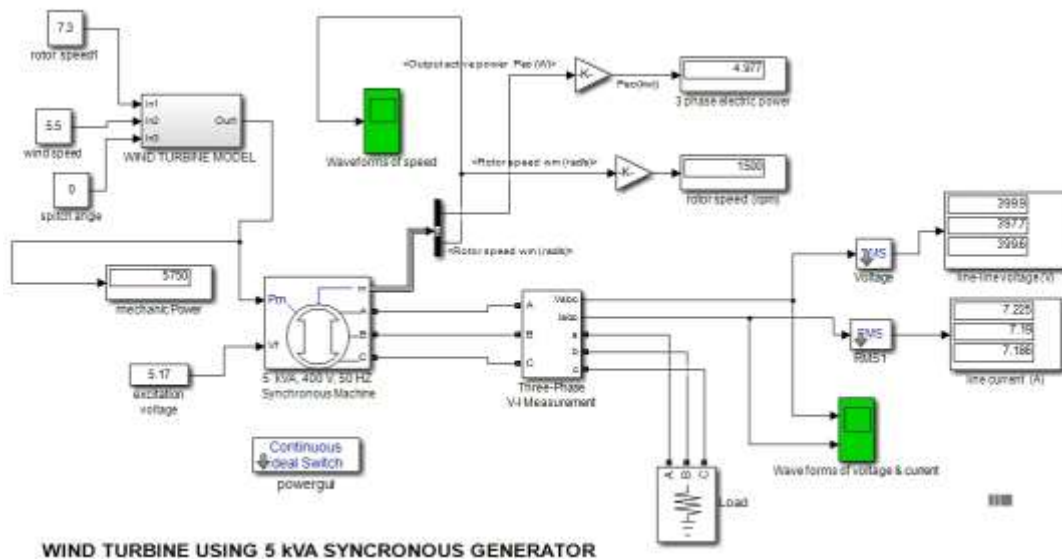 7.3
rotor speed1
5.5
wind speed
0
spitch angle
In1
In2
In3
Out1
WIND TURBINE MODEL
5750
mechanic Power
5.17
excitation
voltage
Pm
Vf
m
A
B
C
5 kVA, 400 V, 50 HZ
Synchronous Machine
Continuous
Ideal Switch
powergui
Waveforms of speed
<Output active power Peo (W)>
-K-
Peo(kw)
4.977
3 phase electric power
<Rotor speed wm (rad/s)>
-K-
1500
rotor speed (rpm)
<Rotor speed wm (rad/s)>
A
B
C
Vabc
Iabc
a
b
c
Three-Phase
V-I Measurement
RMS
Voltage
399.9
397.7
399.6
line-line voltage(V)
RMS
RMS1
7.225
7.19
7.186
line current (A)
Wave forms of voltage & current
A
B
C
Load
WIND TURBINE USING 5 kVA SYNCRONOUS GENERATOR